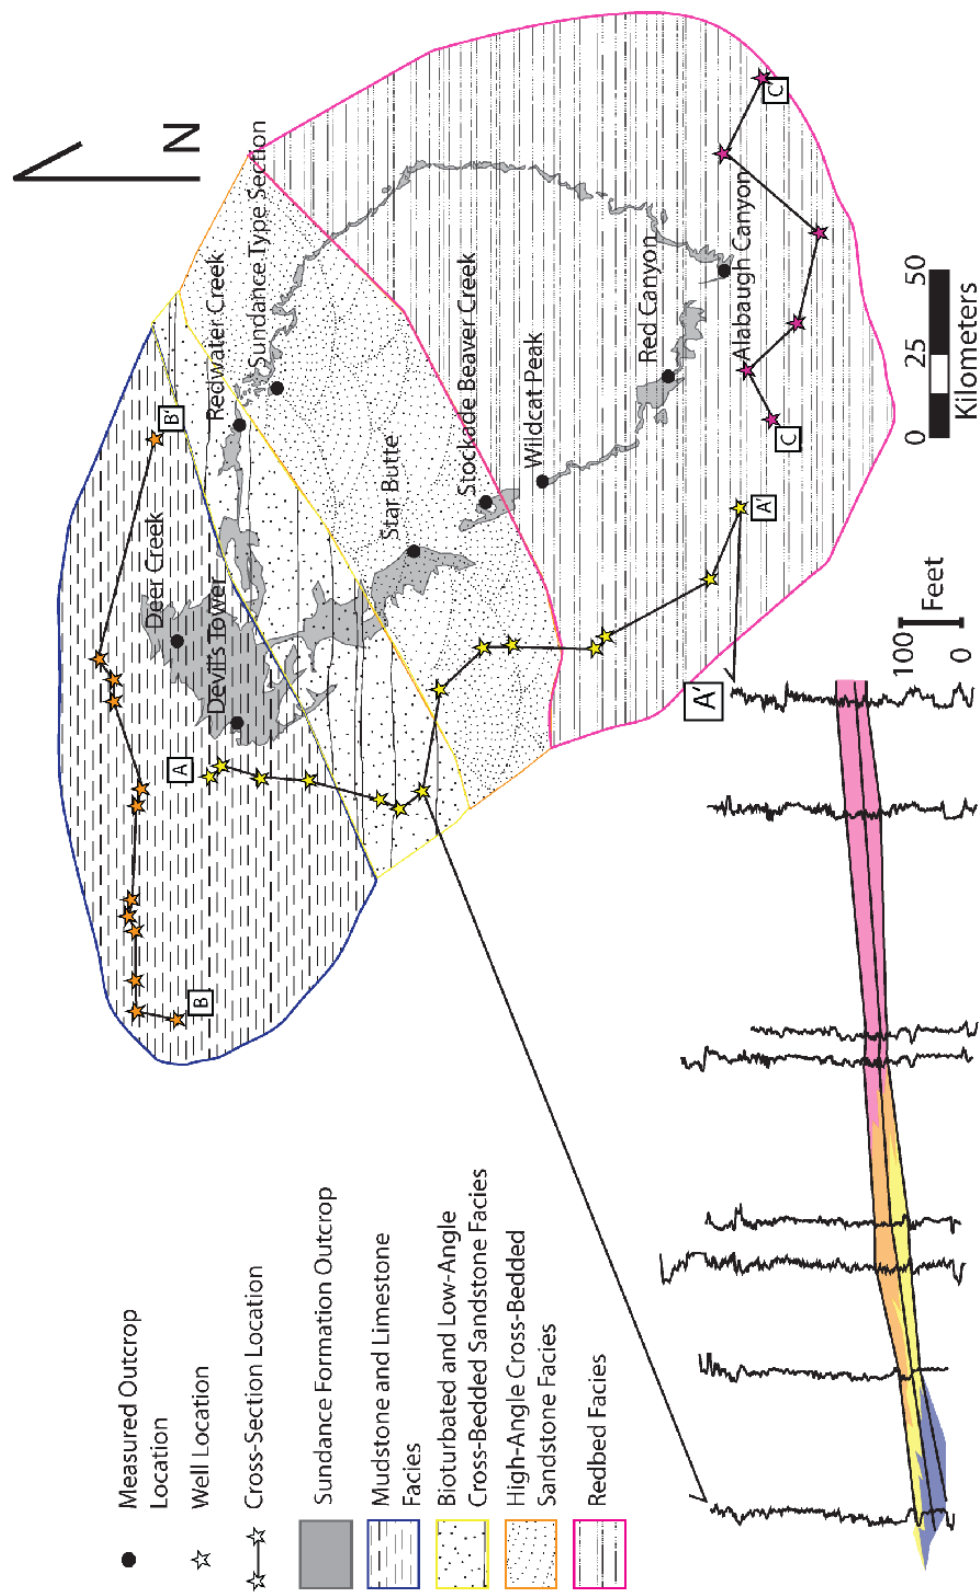 N
Deer Creek
Devil's Tower
Redwater Creek
Sundance Type Section
Star Butte
Stockade Beaver Creek
Wildcat Peak
Red Canyon
Alabaugh Canyon
A
A'
B
B'
C
C
0
25
50
Kilometers
Measured Outcrop
Location
Well Location
Cross-Section Location
Sundance Formation Outcrop
Mudstone and Limestone
Facies
Bioturbated and Low-Angle
Cross-Bedded Sandstone Facies
High-Angle Cross-Bedded
Sandstone Facies
Redbed Facies
A'
100
0
Feet